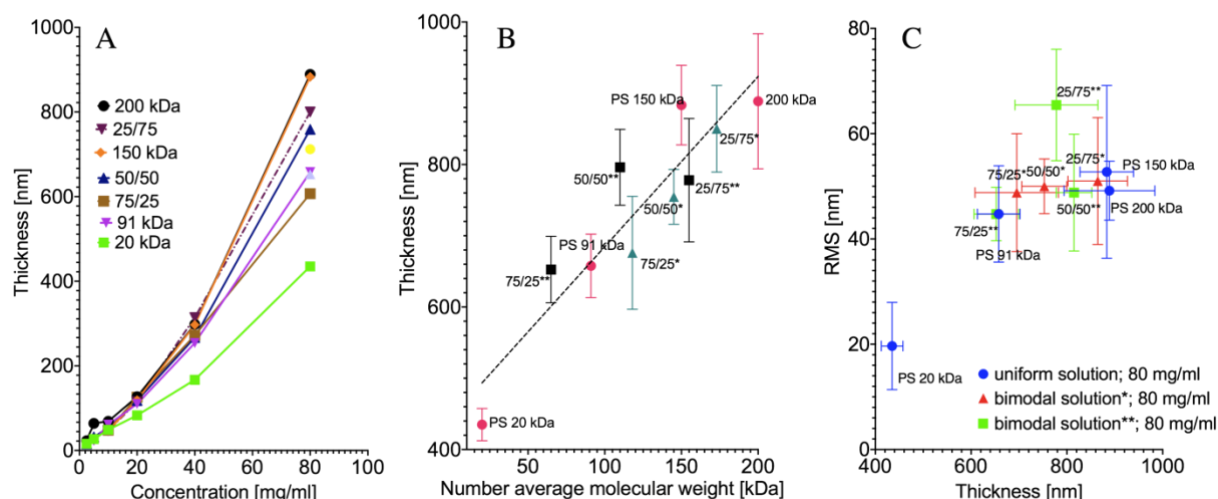 A
1000
800
600
400
200
0
0
20
40
60
80
100
Thickness [nm]
Concentration [mg/ml]
200 kDa
25/75
150 kDa
50/50
75/25
91 kDa
20 kDa
B
1000
800
600
400
0
50
100
150
200
Thickness [nm]
Number average molecular weight [kDa]
PS 150 kDa
200 kDa
25/75*
50/50**
25/75**
50/50*
PS 91 kDa
75/25**
75/25*
PS 20 kDa
C
80
60
40
20
0
400
600
800
1000
RMS [nm]
Thickness [nm]
25/75**
25/75*
75/25*
50/50*
PS 150 kDa
PS 200 kDa
50/50**
75/25**
PS 91 kDa
PS 20 kDa
uniform solution; 80 mg/ml
bimodal solution*; 80 mg/ml
bimodal solution**; 80 mg/ml